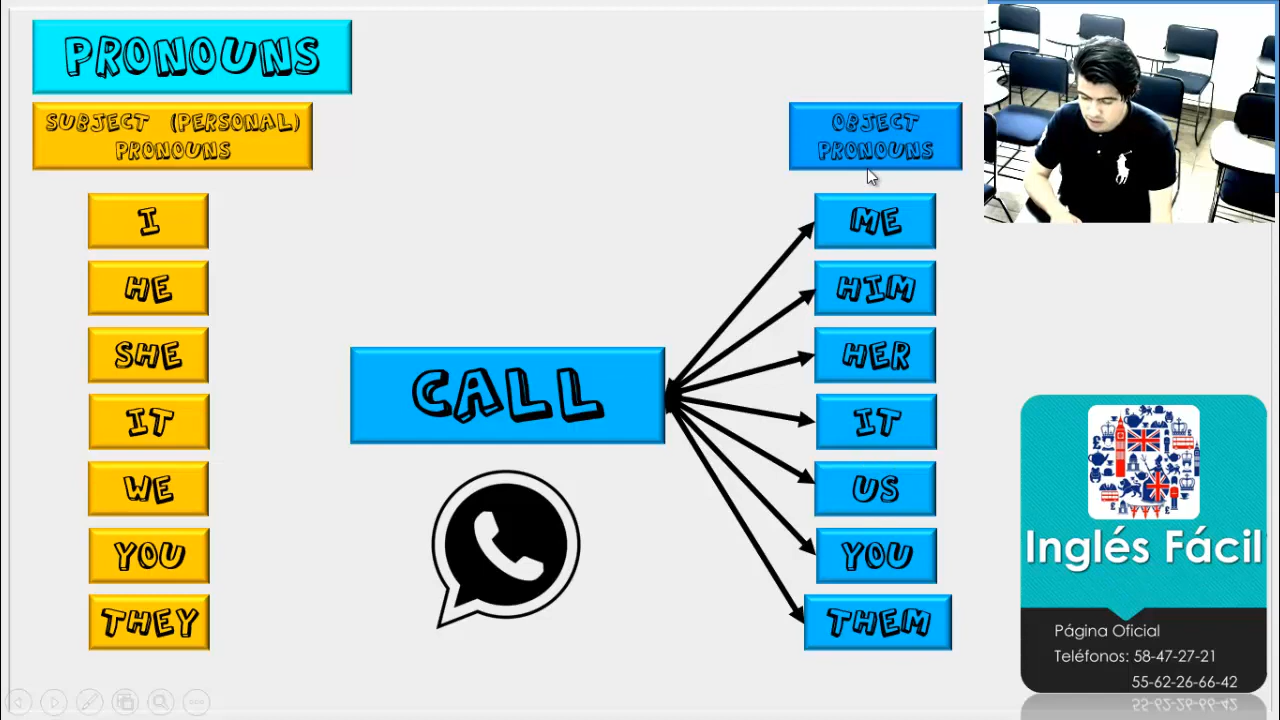 PRONOUNS
SUBJECT (PERSONAL)
PRONOUNS
I
HE
SHE
IT
WE
YOU
THEY
CALL
OBJECT
PRONOUNS
ME
HIM
HER
IT
US
YOU
THEM
Inglés Fácil
Página Oficial
Teléfonos: 58-47-27-21
55-62-26-66-42